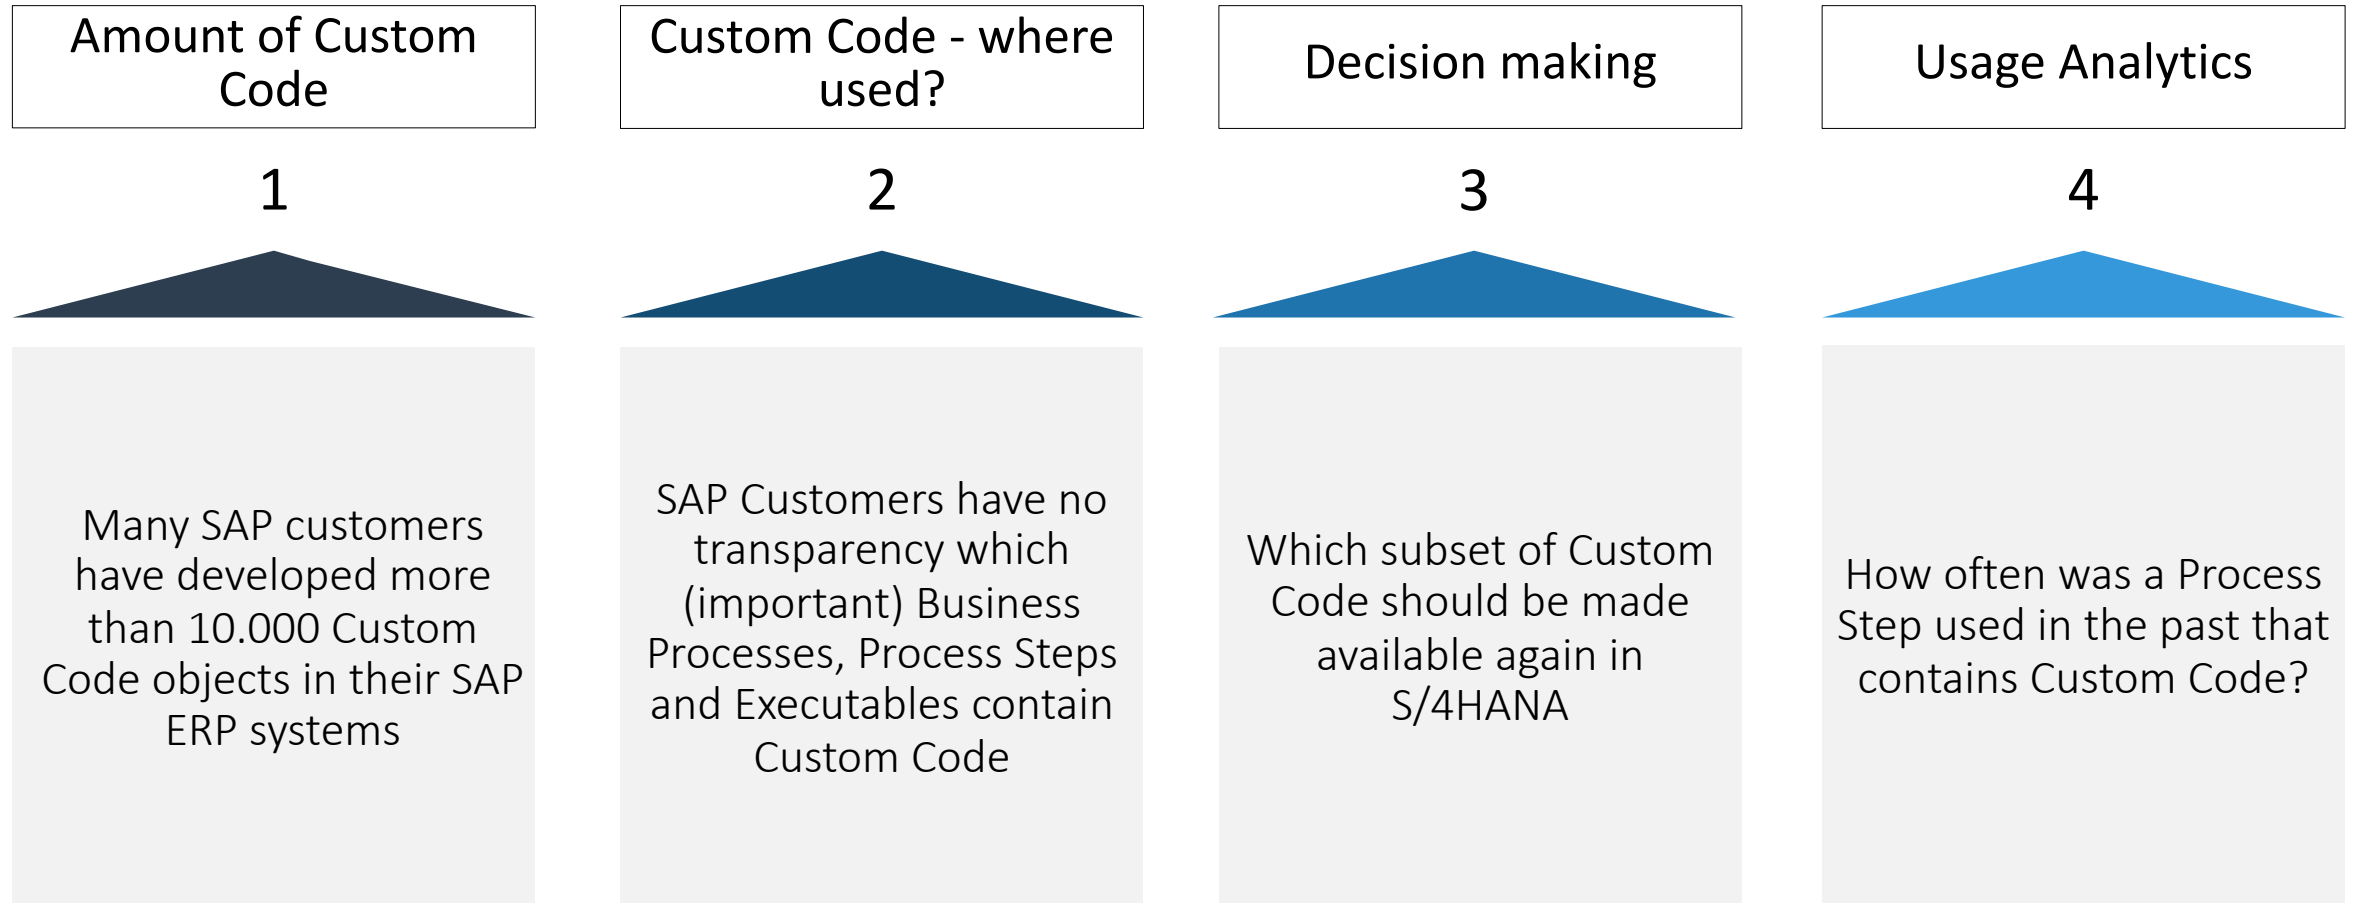 Amount of Custom
Code
1
Many SAP customers
have developed more
than 10.000 Custom
Code objects in their SAP
ERP systems
Custom Code - where
used?
2
SAP Customers have no
transparency which
(important) Business
Processes, Process Steps
and Executables contain
Custom Code
Decision making
3
Which subset of Custom
Code should be made
available again in
S/4HANA
Usage Analytics
4
How often was a Process
Step used in the past that
contains Custom Code?